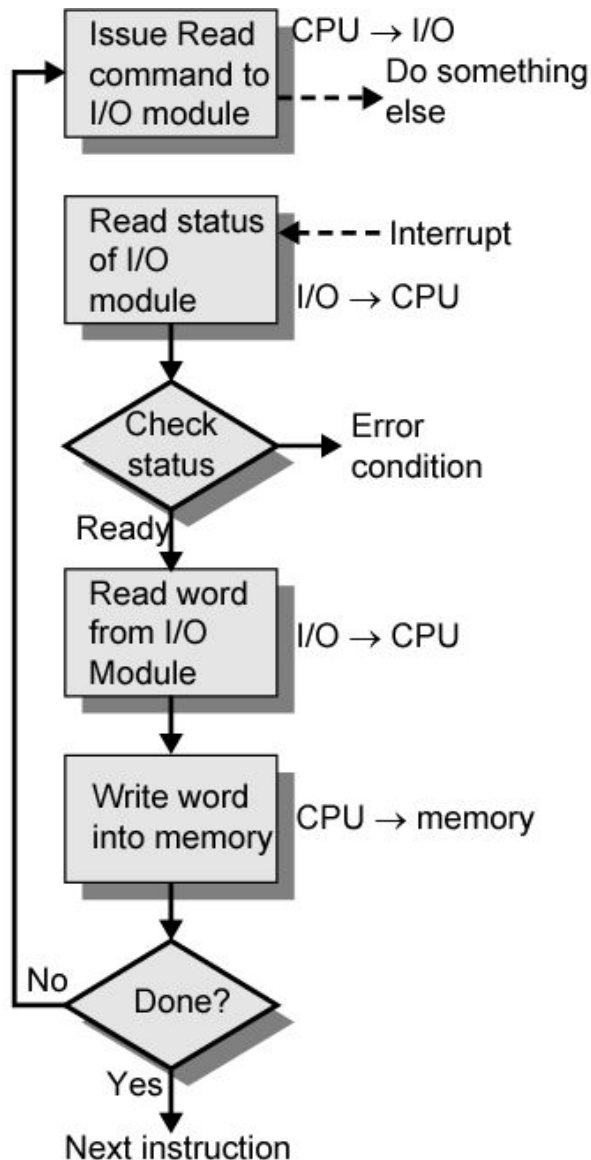 Issue Read
command to
I/O module
CPU → I/O
Do something
else
Read status
of I/O
module
Interrupt
I/O → CPU
Check
status
Error
condition
Ready
Read word
from I/O
Module
I/O → CPU
Write word
into memory
CPU → memory
No
Done?
Yes
Next instruction